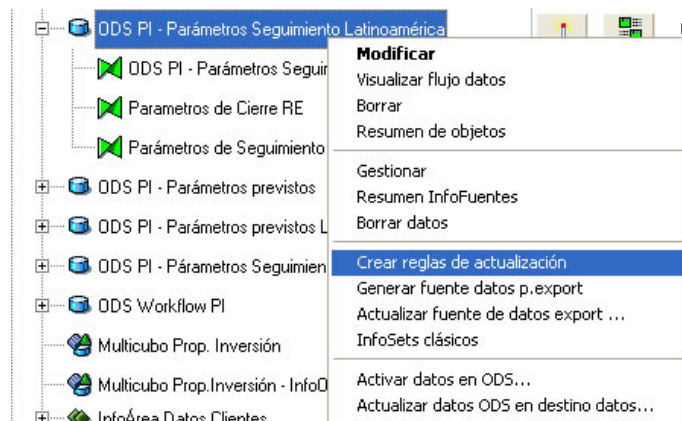 ODS PI - Parámetros Seguimiento Latinoamérica
ODS PI - Parámetros Seguir
Parametros de Cierre RE
Parámetros de Seguimiento
ODS PI - Parámetros previstos
ODS PI - Parámetros previstos L
ODS PI - Párametros Seguimien
ODS Workflow PI
Multicubo Prop. Inversión
Multicubo Prop.Inversión - InfoO
InfoÁrea Datos Clientes
Modificar
Visualizar flujo datos
Borrar
Resumen de objetos
Gestionar
Resumen InfoFuentes
Borrar datos
Crear reglas de actualización
Generar fuente datos p.export
Actualizar fuente de datos export ...
InfoSets clásicos
Activar datos en ODS...
Actualizar datos ODS en destino datos...